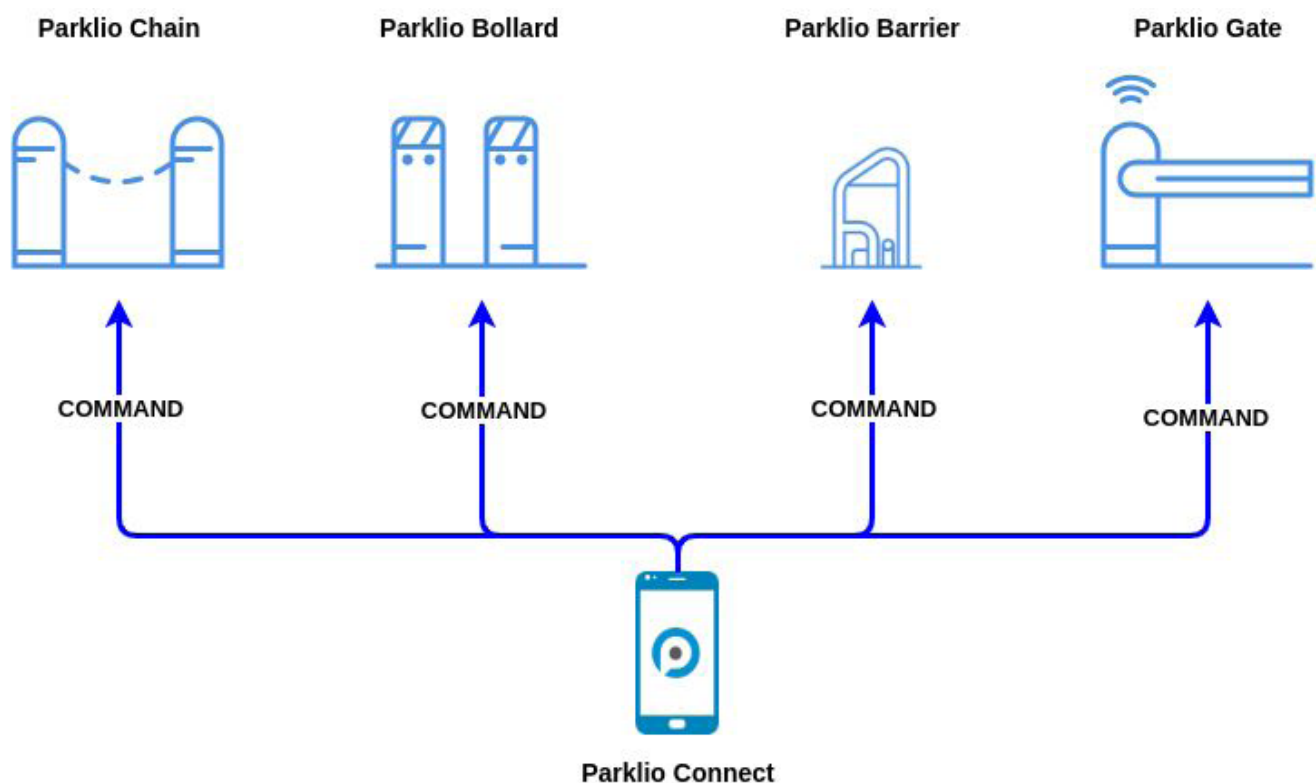 Parklio Chain
Parklio Bollard
Parklio Barrier
Parklio Gate
COMMAND
COMMAND
COMMAND
COMMAND
Parklio Connect